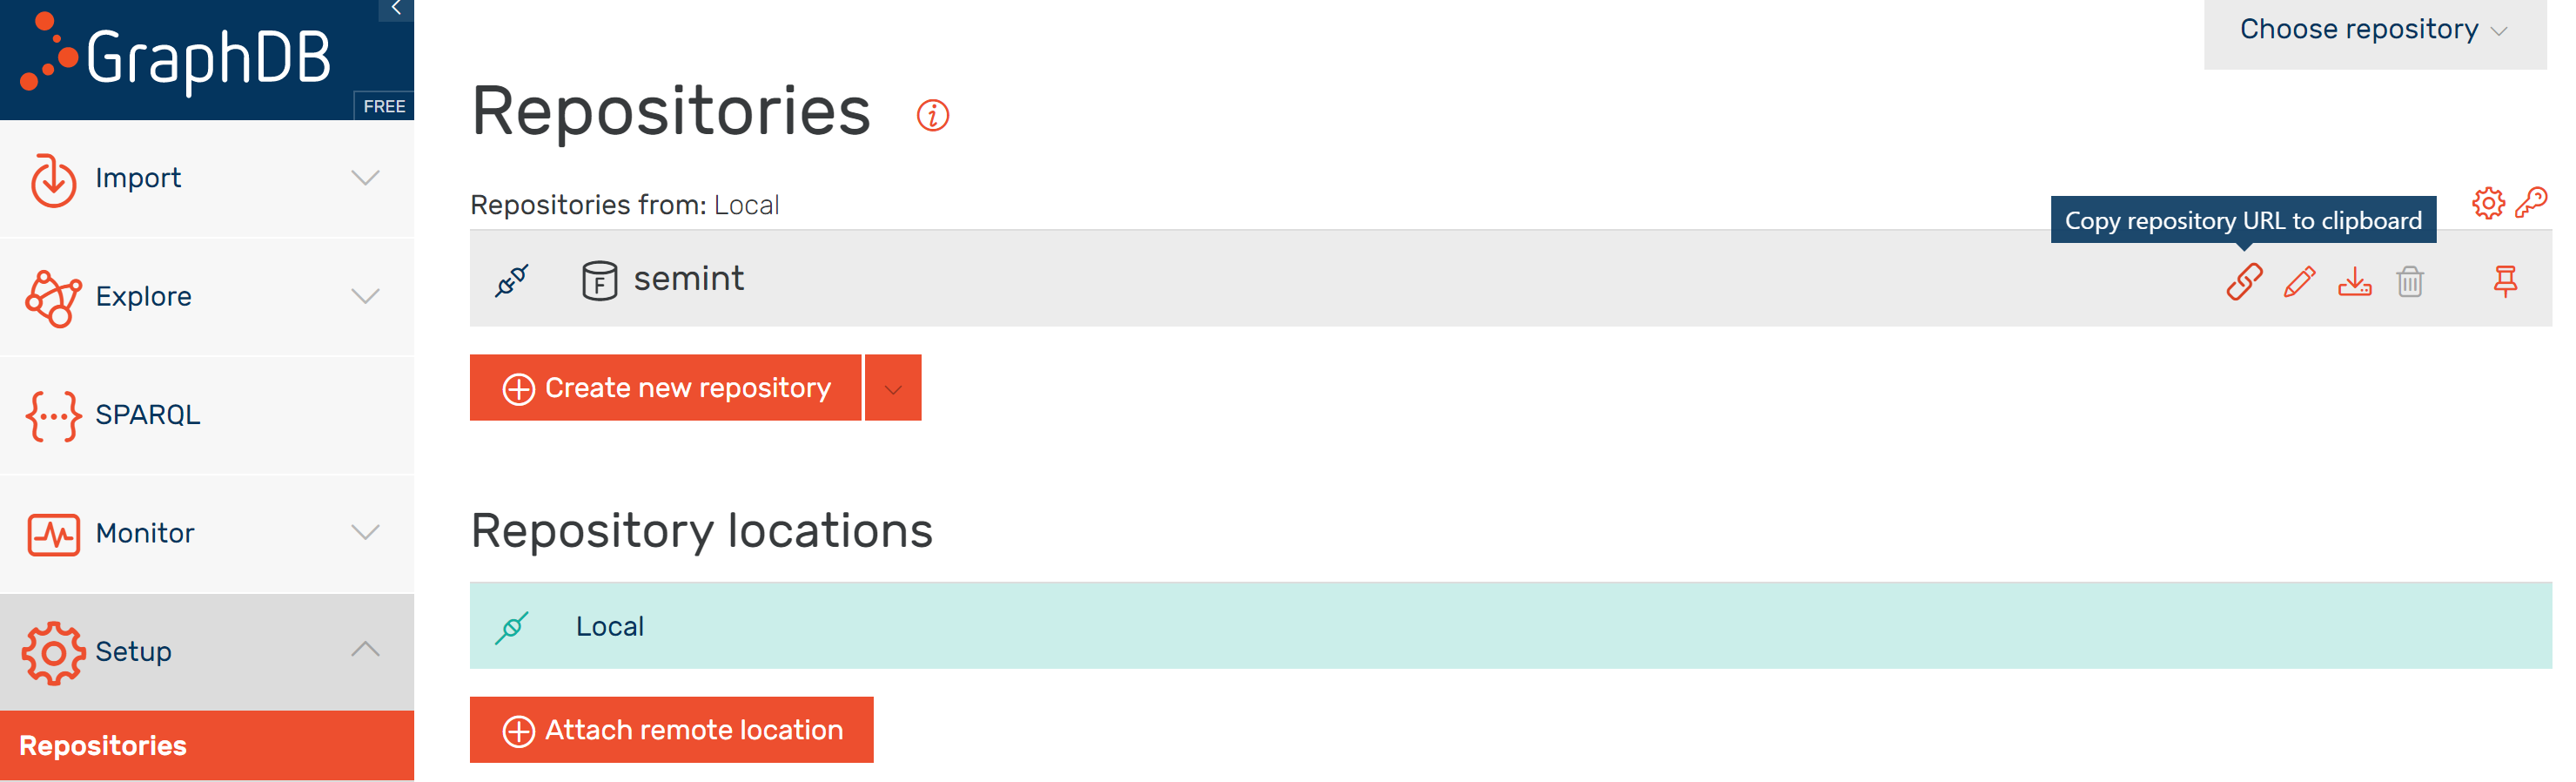 GraphDB
FREE
Import
Explore
SPARQL
Monitor
Setup
Repositories
Choose repository
Repositories
Repositories from: Local
Copy repository URL to clipboard
F semint
Create new repository
Repository locations
Local
Attach remote location